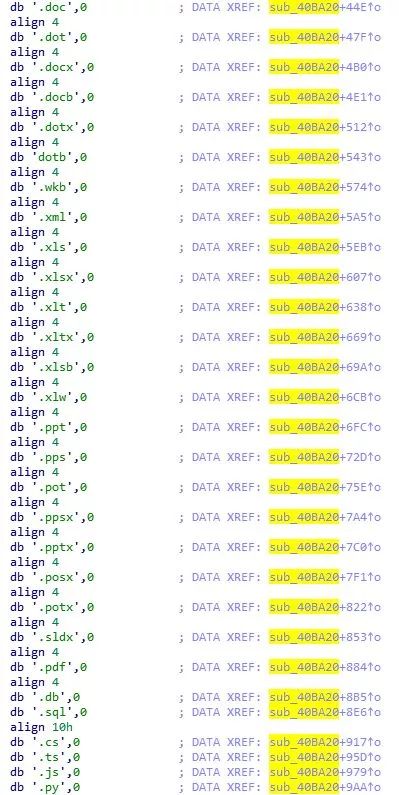 db '.doc',0 ; DATA XREF: sub_40BA20+44E↑o
align 4
db '.dot',0 ; DATA XREF: sub_40BA20+47F↑o
align 4
db '.docx',0 ; DATA XREF: sub_40BA20+4B0↑o
align 4
db '.docb',0 ; DATA XREF: sub_40BA20+4E1↑o
align 4
db '.dotx',0 ; DATA XREF: sub_40BA20+512↑o
align 4
db 'dotb',0 ; DATA XREF: sub_40BA20+543↑o
align 4
db '.wkb',0 ; DATA XREF: sub_40BA20+574↑o
align 4
db '.xml',0 ; DATA XREF: sub_40BA20+5A5↑o
align 4
db '.xls',0 ; DATA XREF: sub_40BA20+5EB↑o
align 4
db '.xlsx',0 ; DATA XREF: sub_40BA20+607↑o
align 4
db '.xlt',0 ; DATA XREF: sub_40BA20+638↑o
align 4
db '.xltx',0 ; DATA XREF: sub_40BA20+669↑o
align 4
db '.xlsb',0 ; DATA XREF: sub_40BA20+69A↑o
align 4
db '.xlw',0 ; DATA XREF: sub_40BA20+6CB↑o
align 4
db '.ppt',0 ; DATA XREF: sub_40BA20+6FC↑o
align 4
db '.pps',0 ; DATA XREF: sub_40BA20+72D↑o
align 4
db '.pot',0 ; DATA XREF: sub_40BA20+75E↑o
align 4
db '.ppsx',0 ; DATA XREF: sub_40BA20+7A4↑o
align 4
db '.pptx',0 ; DATA XREF: sub_40BA20+7C0↑o
align 4
db '.posx',0 ; DATA XREF: sub_40BA20+7F1↑o
align 4
db '.potx',0 ; DATA XREF: sub_40BA20+822↑o
align 4
db '.sldx',0 ; DATA XREF: sub_40BA20+853↑o
align 4
db '.pdf',0 ; DATA XREF: sub_40BA20+884↑o
align 4
db '.db',0 ; DATA XREF: sub_40BA20+8B5↑o
db '.sql',0 ; DATA XREF: sub_40BA20+8E6↑o
align 10h
db '.cs',0 ; DATA XREF: sub_40BA20+917↑o
db '.ts',0 ; DATA XREF: sub_40BA20+95D↑o
db '.js',0 ; DATA XREF: sub_40BA20+979↑o
db '.py',0 ; DATA XREF: sub_40BA20+9AA↑o